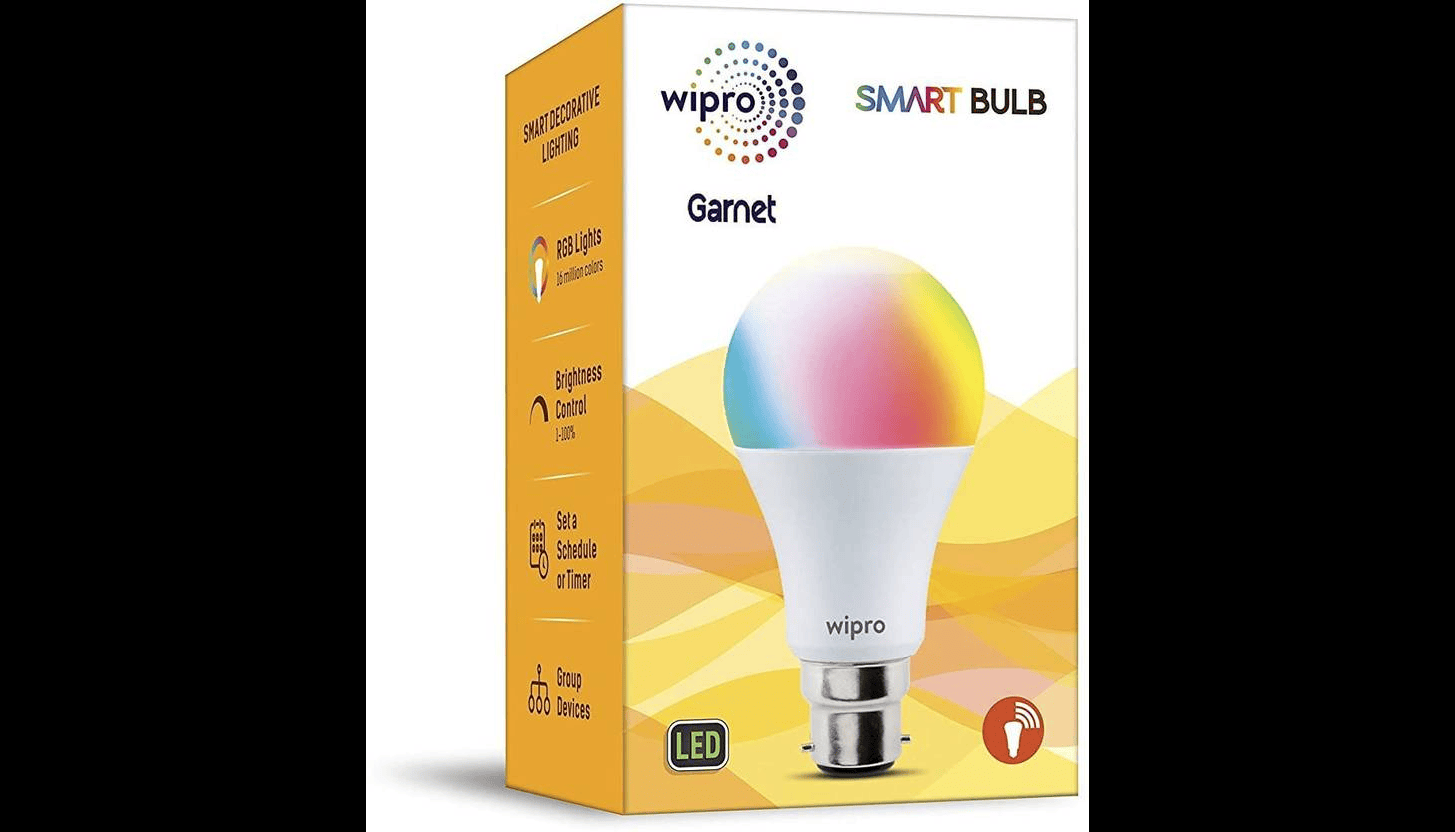 SMART DECORATIVE
LIGHTING
RGB Lights
16 million colors
Brightness
Control
1-100%
Set a
Schedule
or Timer
Group
Devices
wipro
SMART BULB
Garnet
wipro
LED